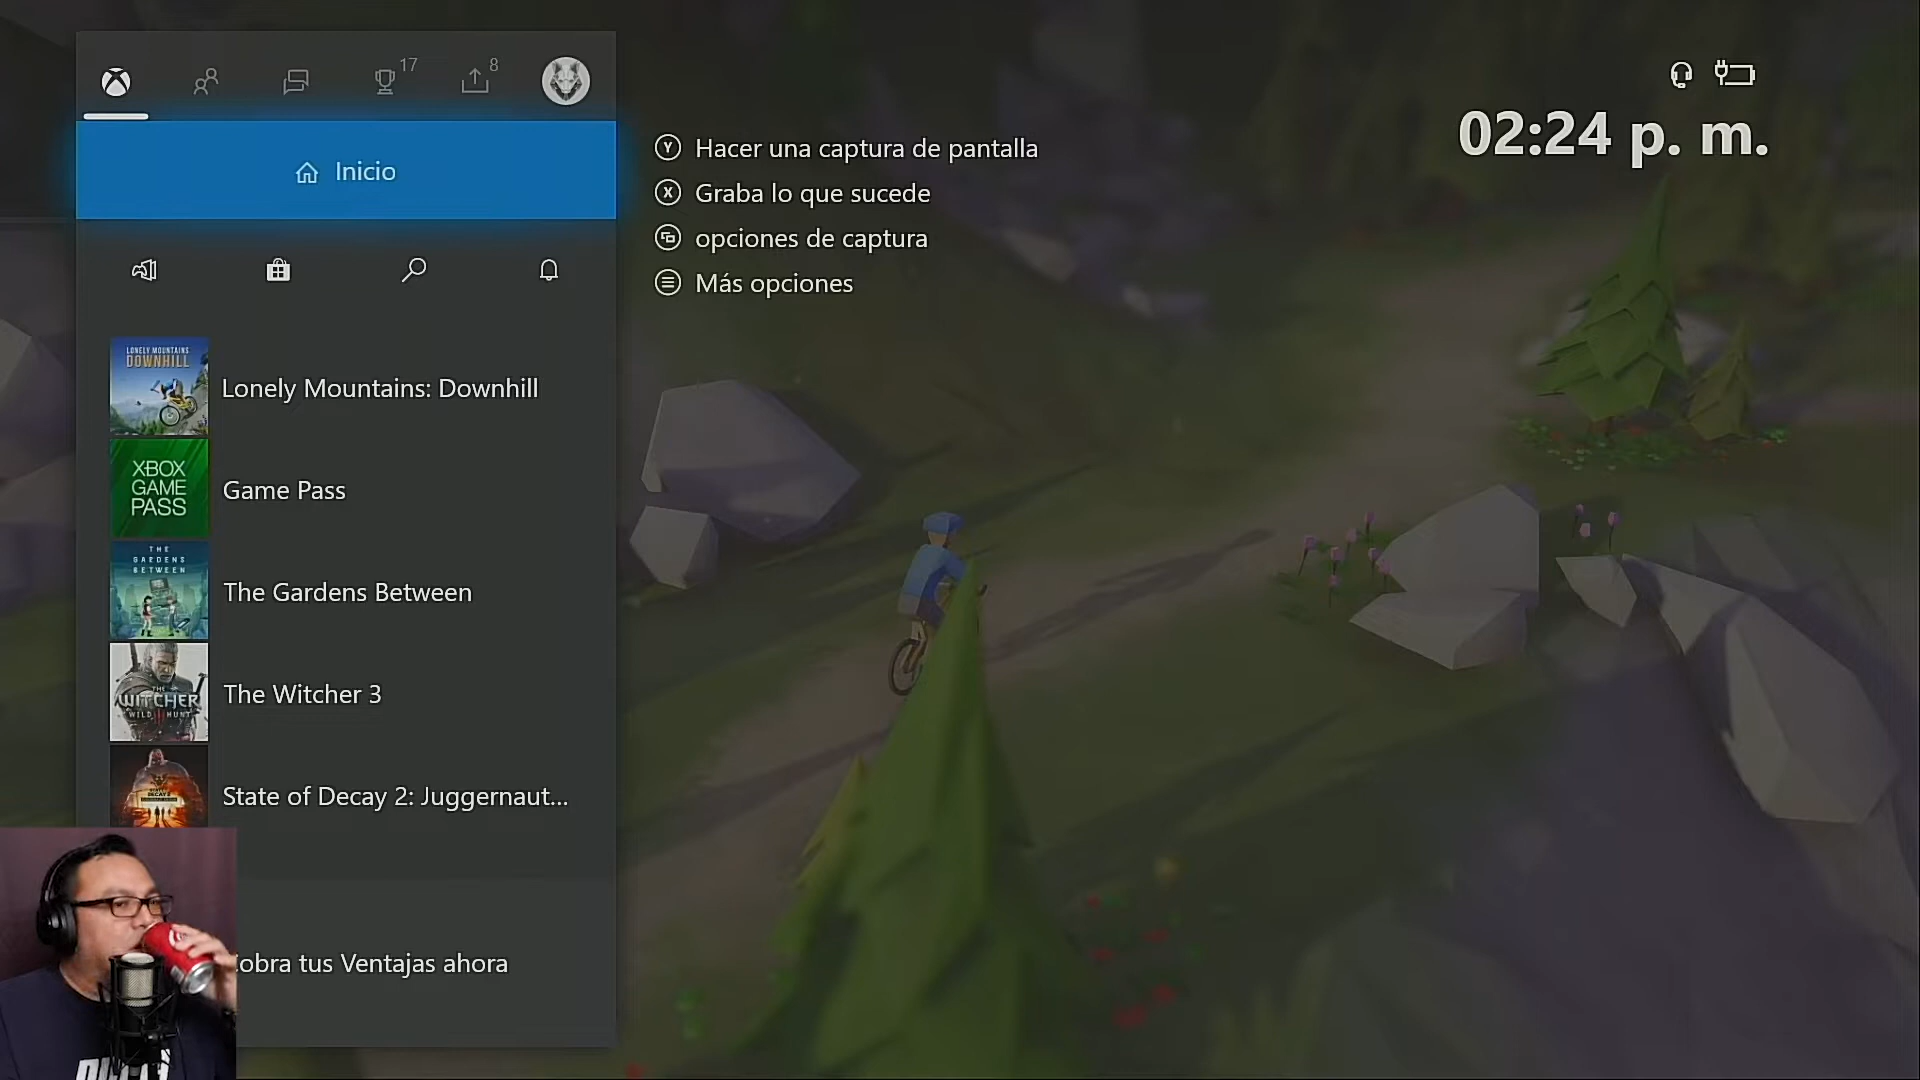 17
8
Inicio
Y Hacer una captura de pantalla
X Graba lo que sucede
opciones de captura
Más opciones
02:24 p. m.
LONELY MOUNTAINS
DOWNHILL
Lonely Mountains: Downhill
XBOX
GAME
PASS
Game Pass
THE
GARDENS
BETWEEN
The Gardens Between
THE
WITCHER
WILD HUNT
The Witcher 3
State of Decay 2: Juggernaut...
obra tus Ventajas ahora